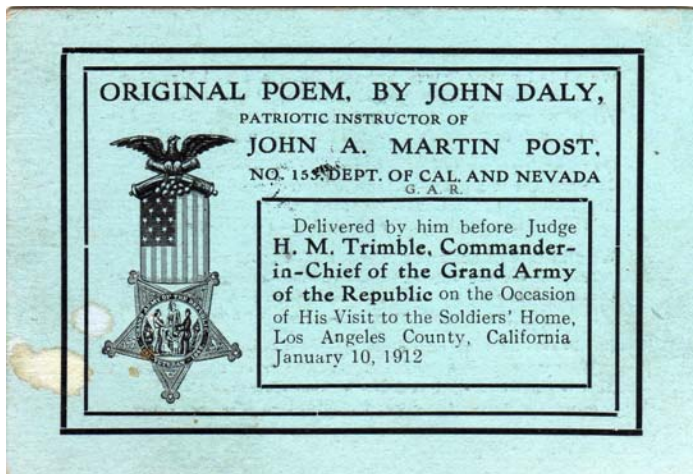 ORIGINAL POEM, BY JOHN DALY,
PATRIOTIC INSTRUCTOR OF
JOHN A. MARTIN POST,
NO. 153, DEPT. OF CAL. AND NEVADA
G. A. R.
Delivered by him before Judge
H. M. Trimble, Commander-
in-Chief of the Grand Army
of the Republic on the Occasion
of His Visit to the Soldiers' Home,
Los Angeles County, California
January 10, 1912